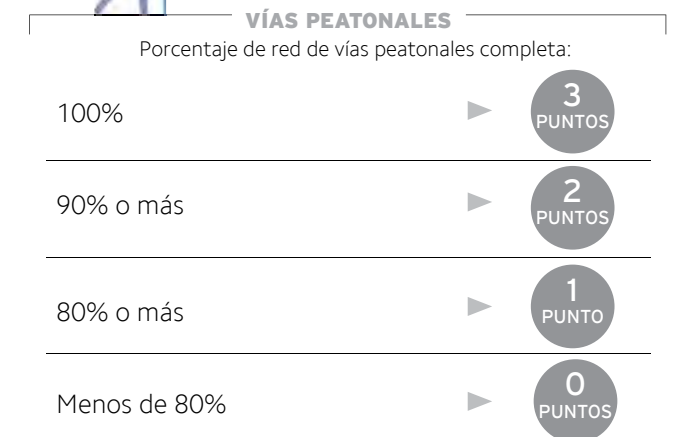 VÍAS PEATONALES
Porcentaje de red de vías peatonales completa:
100%
3
PUNTOS
90% o más
2
PUNTOS
80% o más
1
PUNTO
Menos de 80%
0
PUNTOS